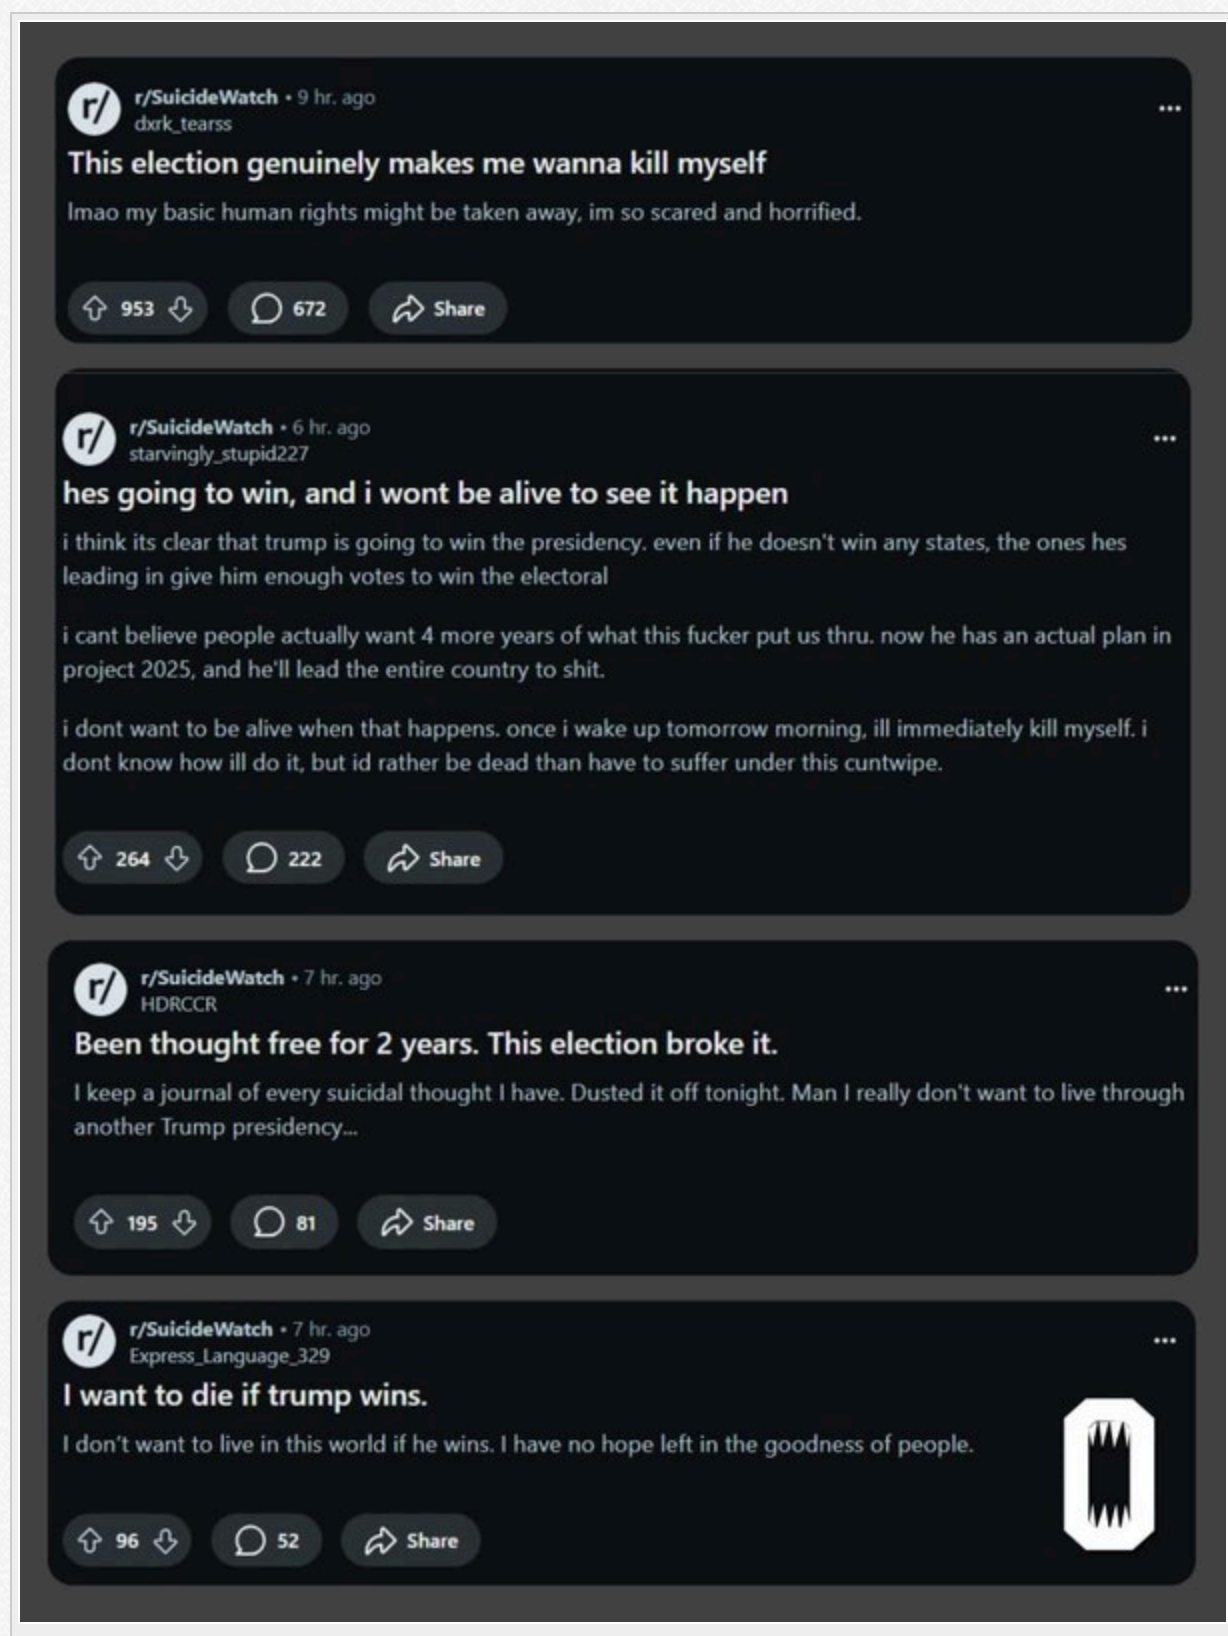 r/SuicideWatch • 9 hr. ago
dxrk_tearss
This election genuinely makes me wanna kill myself
lmao my basic human rights might be taken away, im so scared and horrified.
953 672 Share
r/SuicideWatch • 6 hr. ago
starvingly_stupid227
hes going to win, and i wont be alive to see it happen
i think its clear that trump is going to win the presidency. even if he doesn't win any states, the ones hes
leading in give him enough votes to win the electoral
i cant believe people actually want 4 more years of what this fucker put us thru. now he has an actual plan in
project 2025, and he'll lead the entire country to shit.
i dont want to be alive when that happens. once i wake up tomorrow morning, ill immediately kill myself. i
dont know how ill do it, but id rather be dead than have to suffer under this cuntwipe.
264 222 Share
r/SuicideWatch • 7 hr. ago
HDRCCR
Been thought free for 2 years. This election broke it.
I keep a journal of every suicidal thought I have. Dusted it off tonight. Man I really don't want to live through
another Trump presidency...
195 81 Share
r/SuicideWatch • 7 hr. ago
Express_Language_329
I want to die if trump wins.
I don't want to live in this world if he wins. I have no hope left in the goodness of people.
96 52 Share